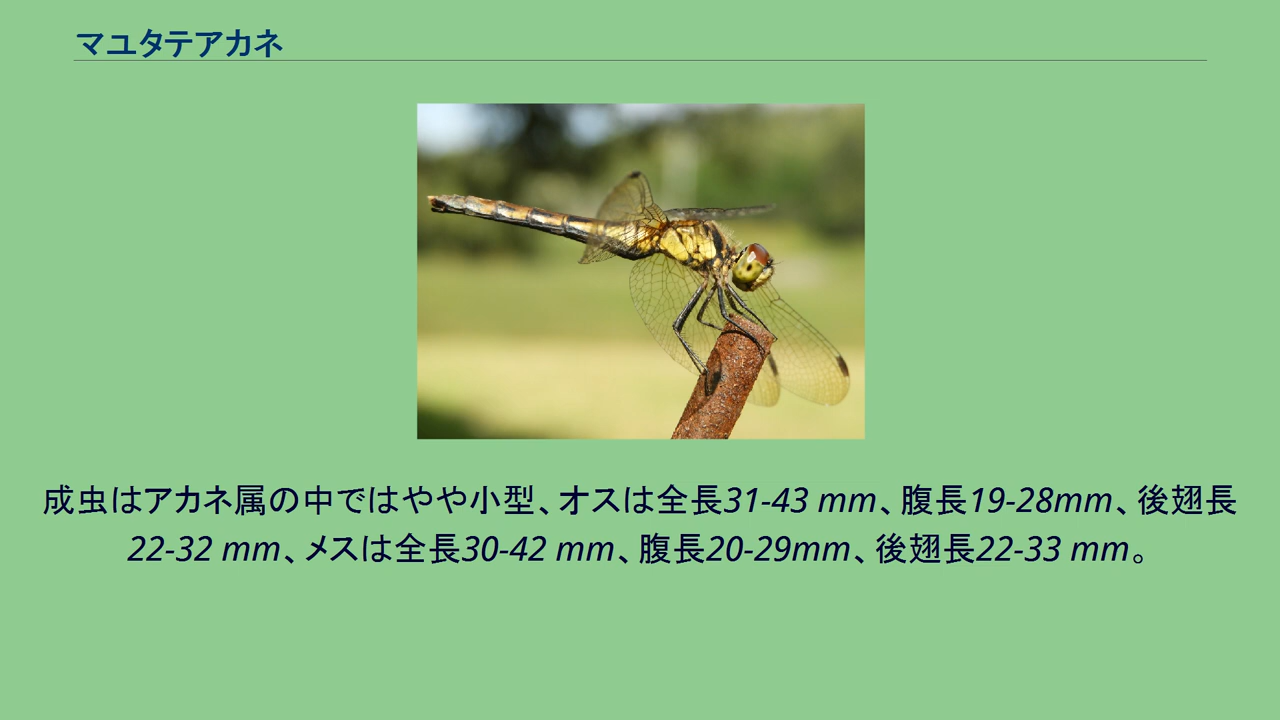 マユタテアカネ
成虫はアカネ属の中ではやや小型、オスは全長31-43 mm、腹長19-28mm、後翅長
22-32 mm、メスは全長30-42 mm、腹長20-29mm、後翅長22-33 mm。